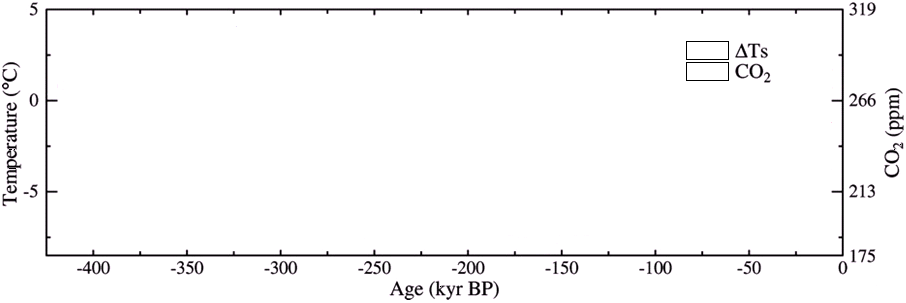 5
0
-5
Temperature (°C)
ΔTs
CO₂
319
266
213
175
CO₂ (ppm)
-400 -350 -300 -250 -200 -150 -100 -50 0
Age (kyr BP)